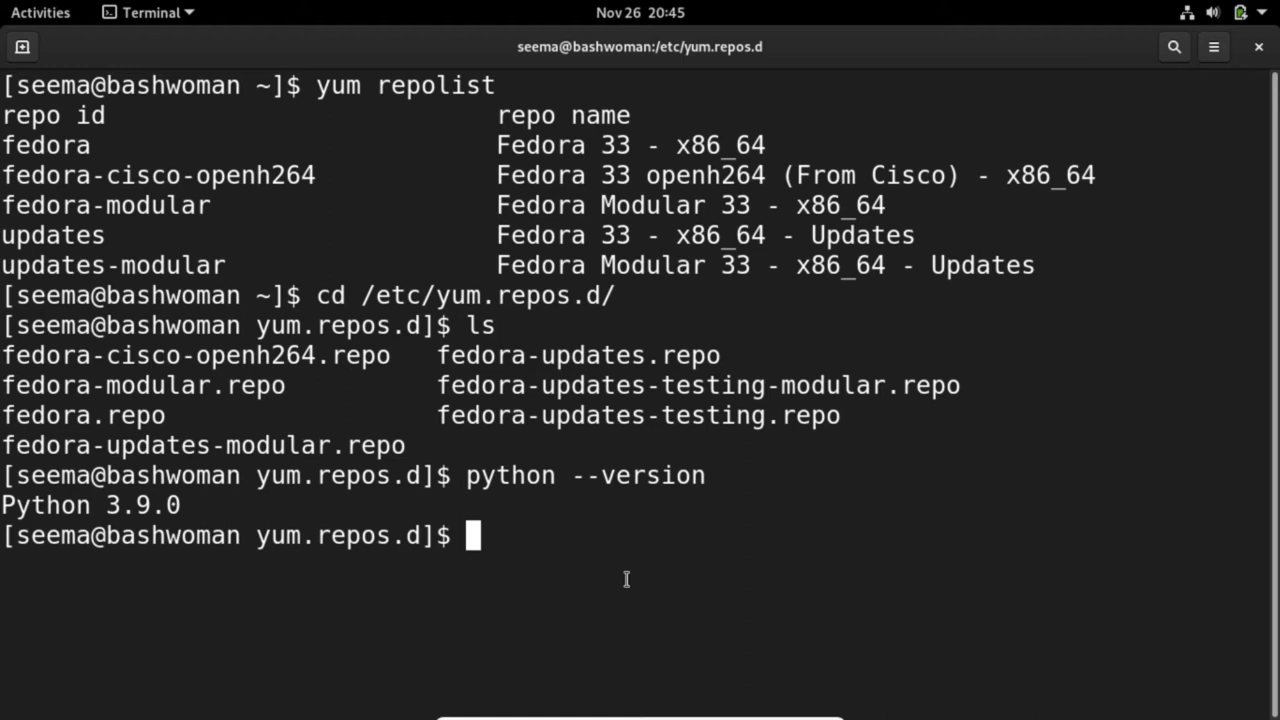 Activities Terminal Nov 26 20:45
seema@bashwoman:/etc/yum.repos.d
[seema@bashwoman ~]$ yum repolist
repo id repo name
fedora Fedora 33 - x86_64
fedora-cisco-openh264 Fedora 33 openh264 (From Cisco) - x86_64
fedora-modular Fedora Modular 33 - x86_64
updates Fedora 33 - x86_64 - Updates
updates-modular Fedora Modular 33 - x86_64 - Updates
[seema@bashwoman ~]$ cd /etc/yum.repos.d/
[seema@bashwoman yum.repos.d]$ ls
fedora-cisco-openh264.repo fedora-updates.repo
fedora-modular.repo fedora-updates-testing-modular.repo
fedora.repo fedora-updates-testing.repo
fedora-updates-modular.repo
[seema@bashwoman yum.repos.d]$ python --version
Python 3.9.0
[seema@bashwoman yum.repos.d]$